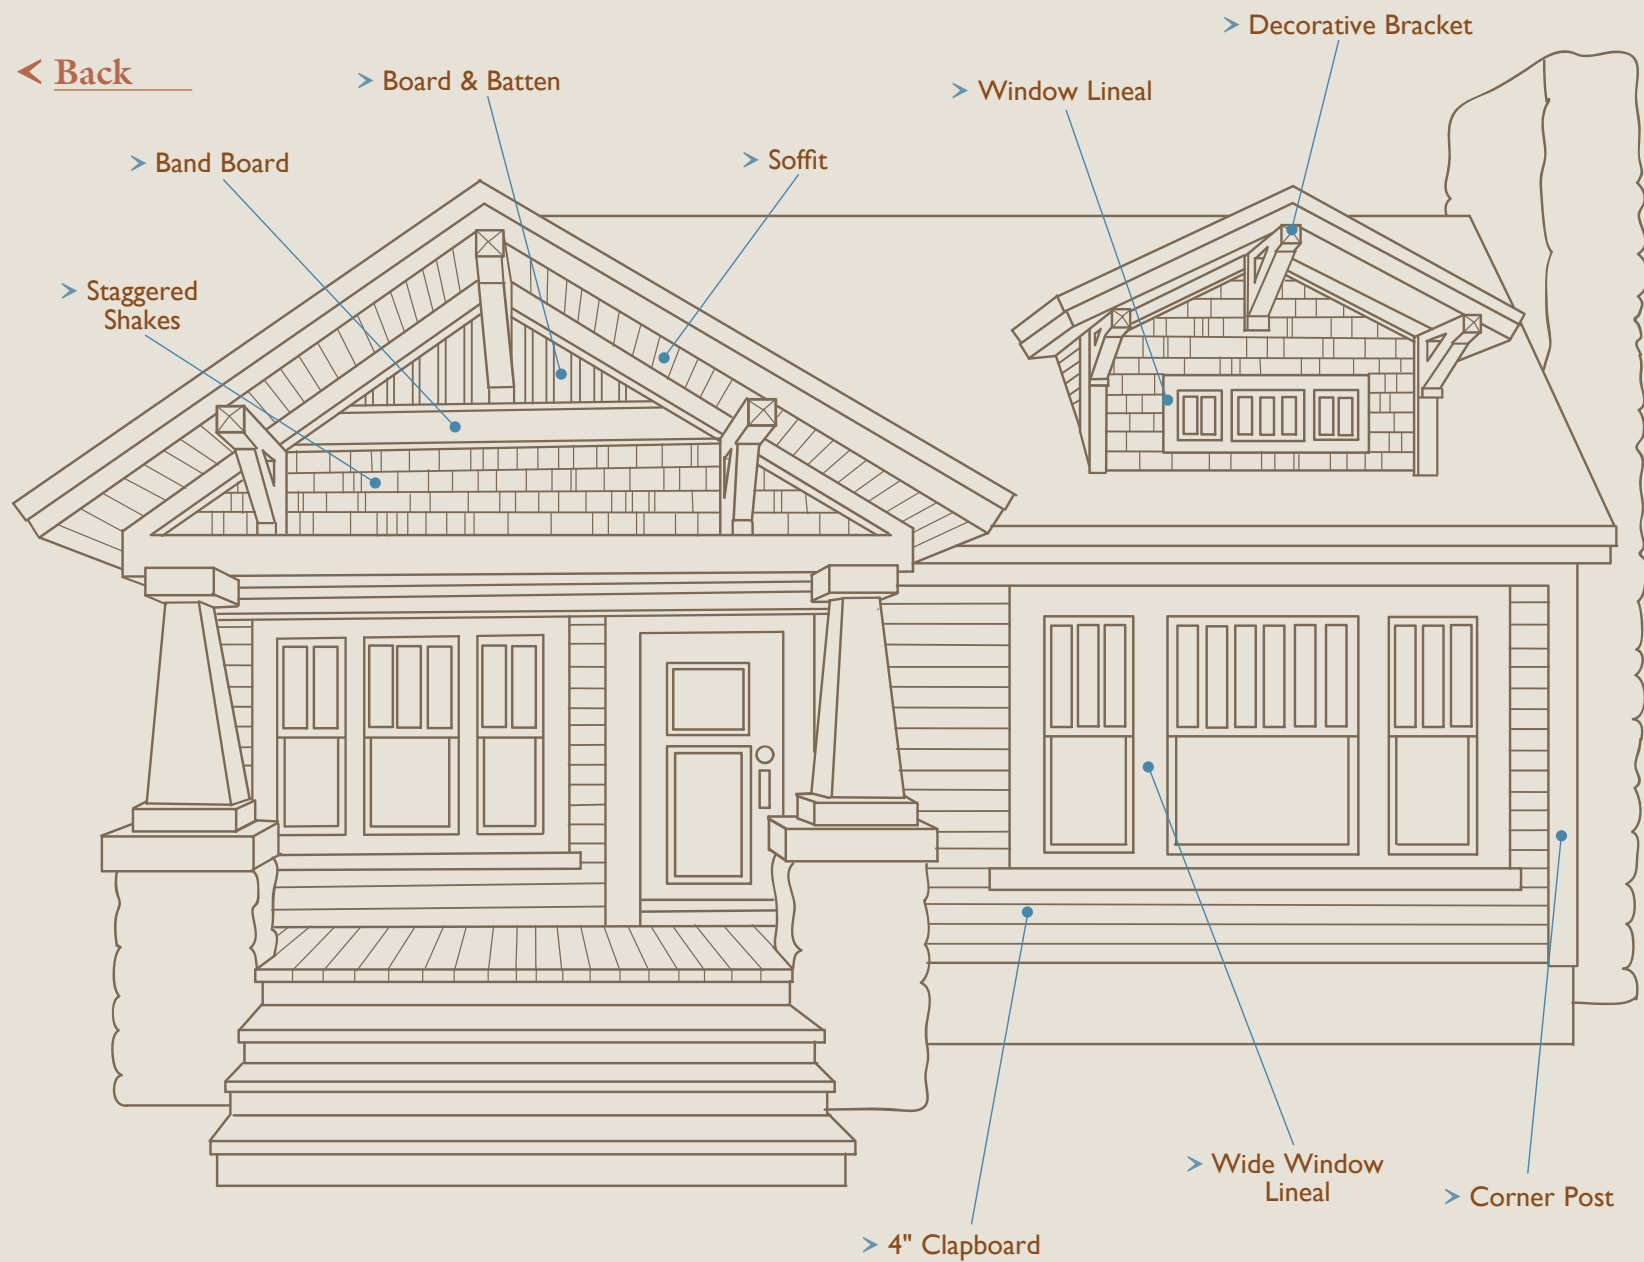 > Decorative Bracket
< Back
> Board & Batten
> Window Lineal
> Band Board
> Soffit
> Staggered
Shakes
> Wide Window
Lineal
> Corner Post
> 4" Clapboard